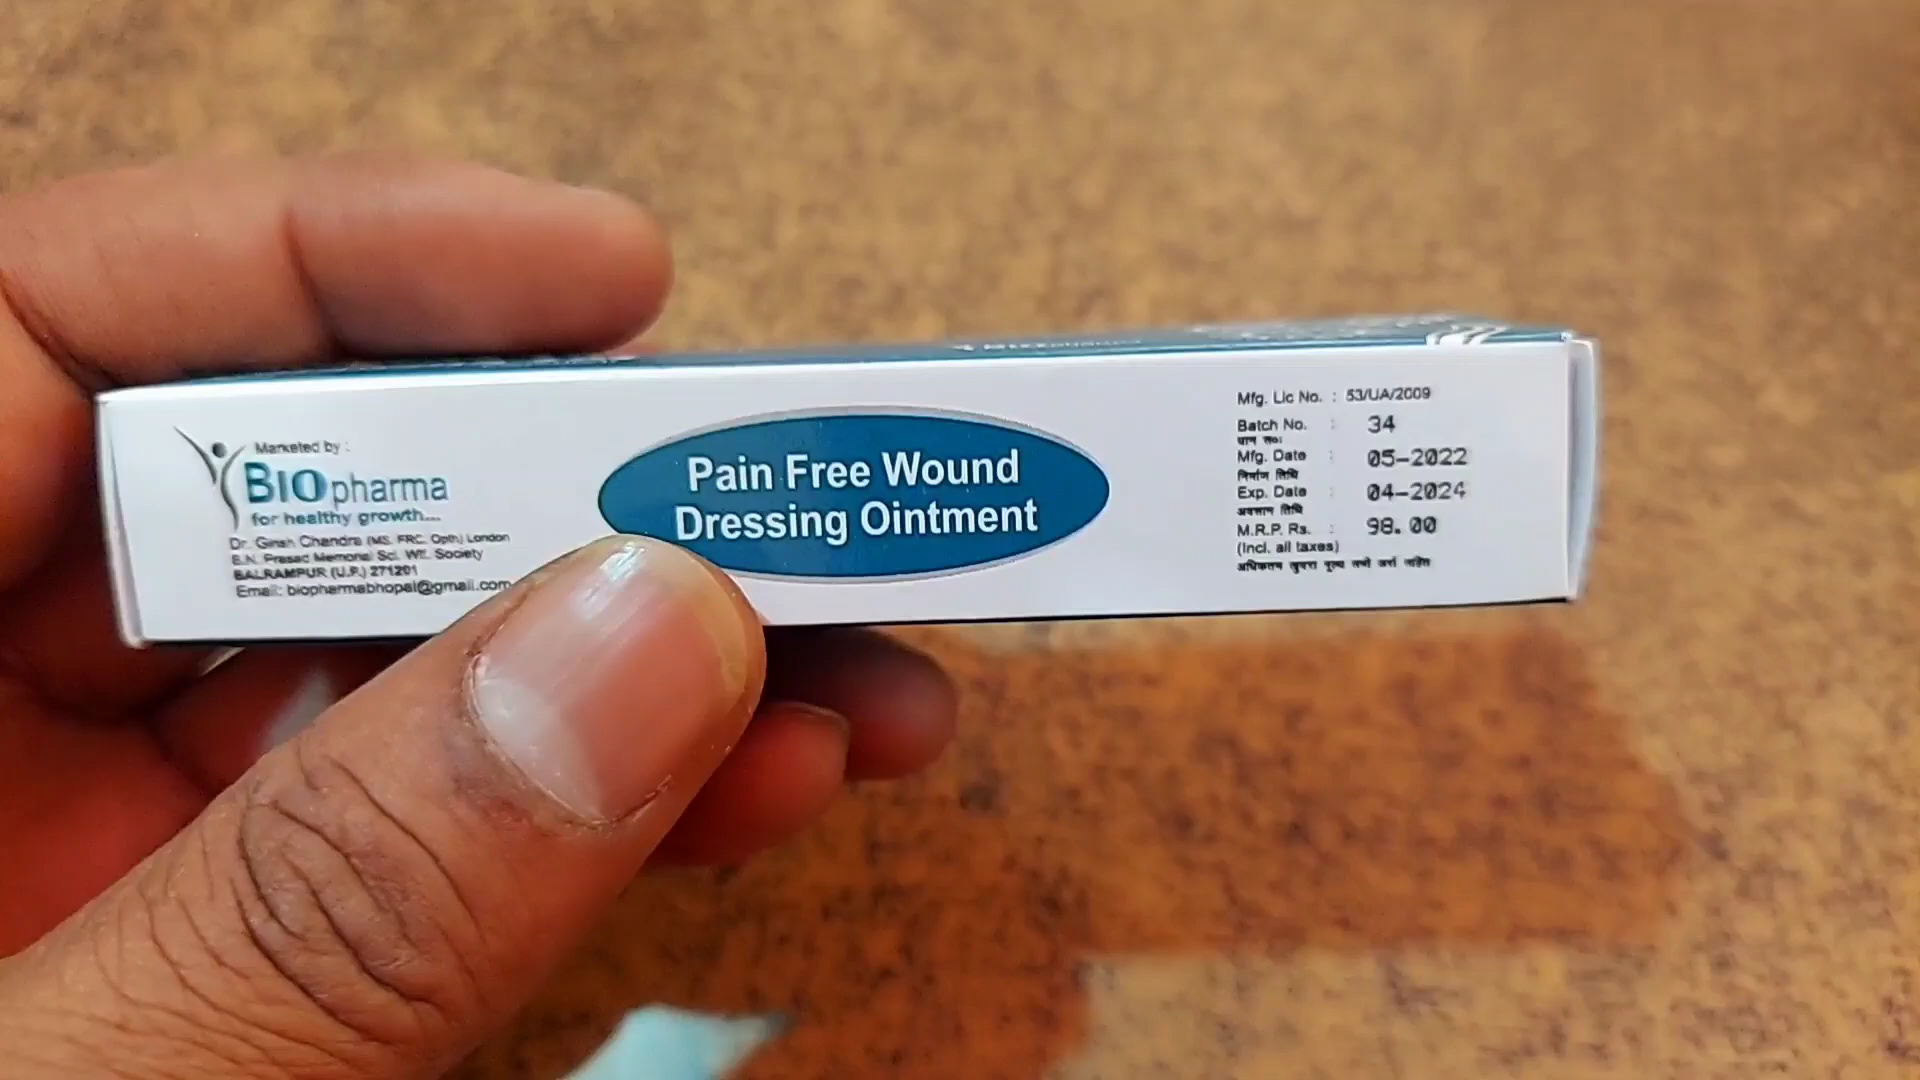 Marketed by :
BIOpharma
for healthy growth....
Dr. Girish Chandra (MS. FRC. Opth) London
B.N. Prasad Memorial Sci. Wlf. Society
BALRAMPUR (U.P.) 271201
Email: biopharmabhopal@gmail.com
Pain Free Wound
Dressing Ointment
Mfg. Lic No. : 53/UA/2009
Batch No. : 34
Mfg. Date : 05-2022
निर्माण तिथि
Exp. Date : 04-2024
अवसान तिथि
M.R.P. Rs. : 98.00
(Incl. all taxes)
अधिकतम खुदरा मूल्य सभी करों सहित